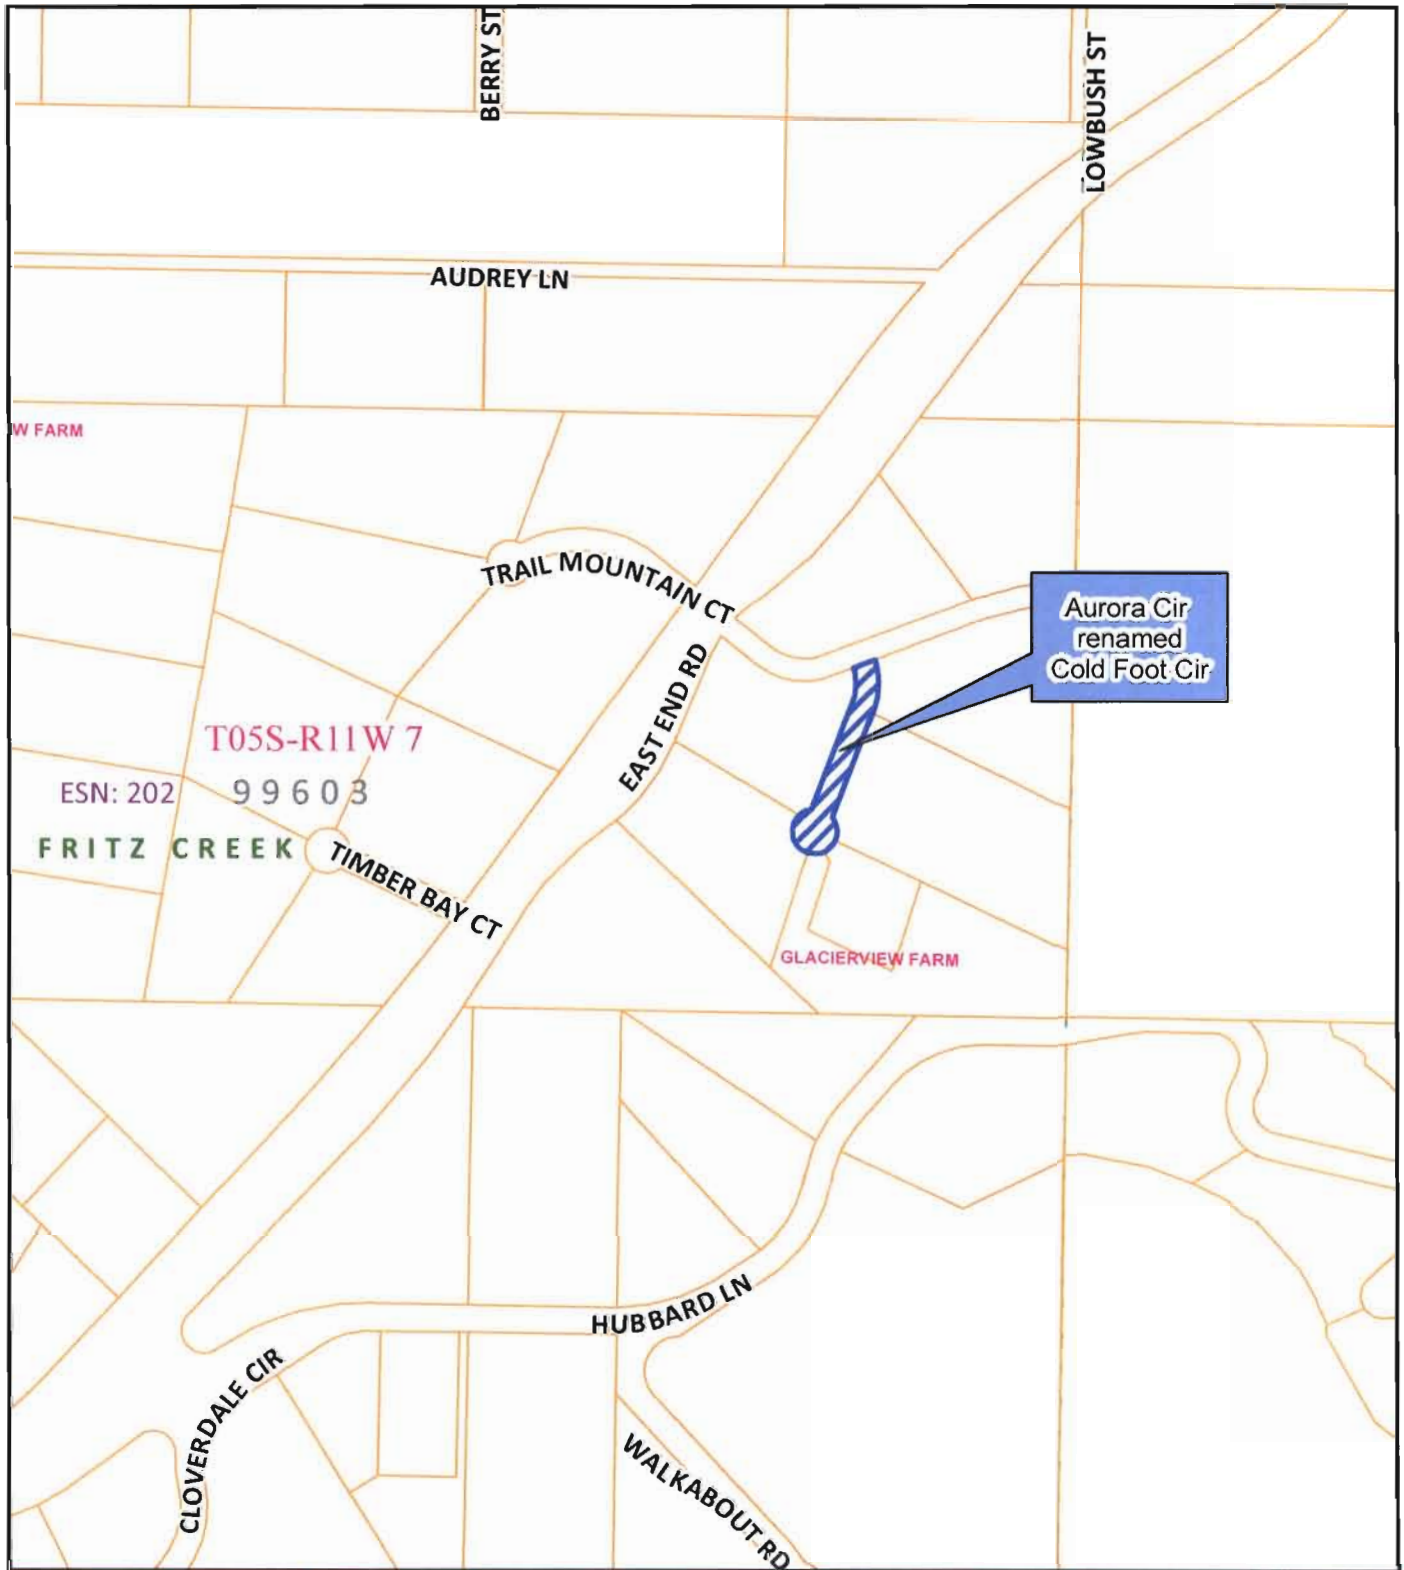 BERRY ST
LOWBUSH ST
AUDREY LN
W FARM
TRAIL MOUNTAIN CT
Aurora Cir
renamed
Cold Foot Cir
EAST END RD
T05S-R11W 7
ESN: 202
99603
FRITZ CREEK
TIMBER BAY CT
GLACIERVIEW FARM
HUBBARD LN
CLOVERDALE CIR
WALKABOUT RD